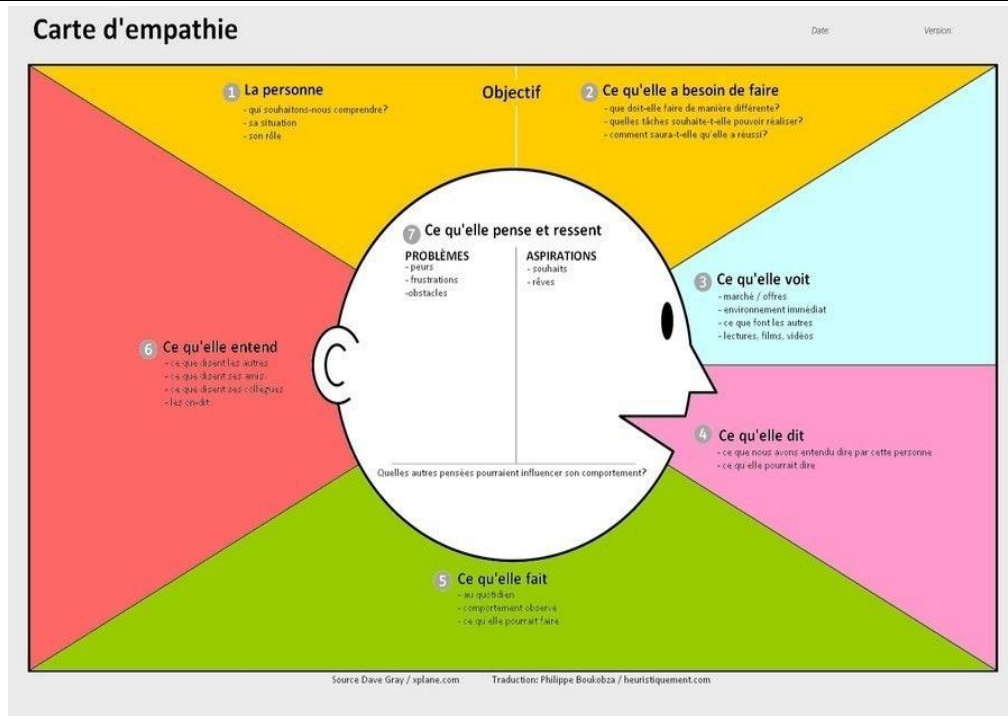 Carte d'empathie
Date:
Version:
1 La personne
- qui souhaitons-nous comprendre?
- sa situation
- son rôle
Objectif
2 Ce qu'elle a besoin de faire
- que doit-elle faire de manière différente?
- quelles tâches souhaite-t-elle pouvoir réaliser?
- comment saura-t-elle qu'elle a réussi?
3 Ce qu'elle voit
- marché / offres
- environnement immédiat
- ce que font les autres
- lectures, films, vidéos
4 Ce qu'elle dit
- ce que nous avons entendu dire par cette personne
- ce qu'elle pourrait dire
5 Ce qu'elle fait
- au quotidien
- comportement observé
- ce qu'elle pourrait faire
6 Ce qu'elle entend
- ce que disent les autres
- ce que disent ses amis
- ce que disent ses collègues
- les on-dit
7 Ce qu'elle pense et ressent
PROBLÈMES
- peurs
- frustrations
-obstacles
ASPIRATIONS
- souhaits
- rêves
Quelles autres pensées pourraient influencer son comportement?
Source Dave Gray / xplane.com Traduction: Philippe Boukobza / heuristiquement.com